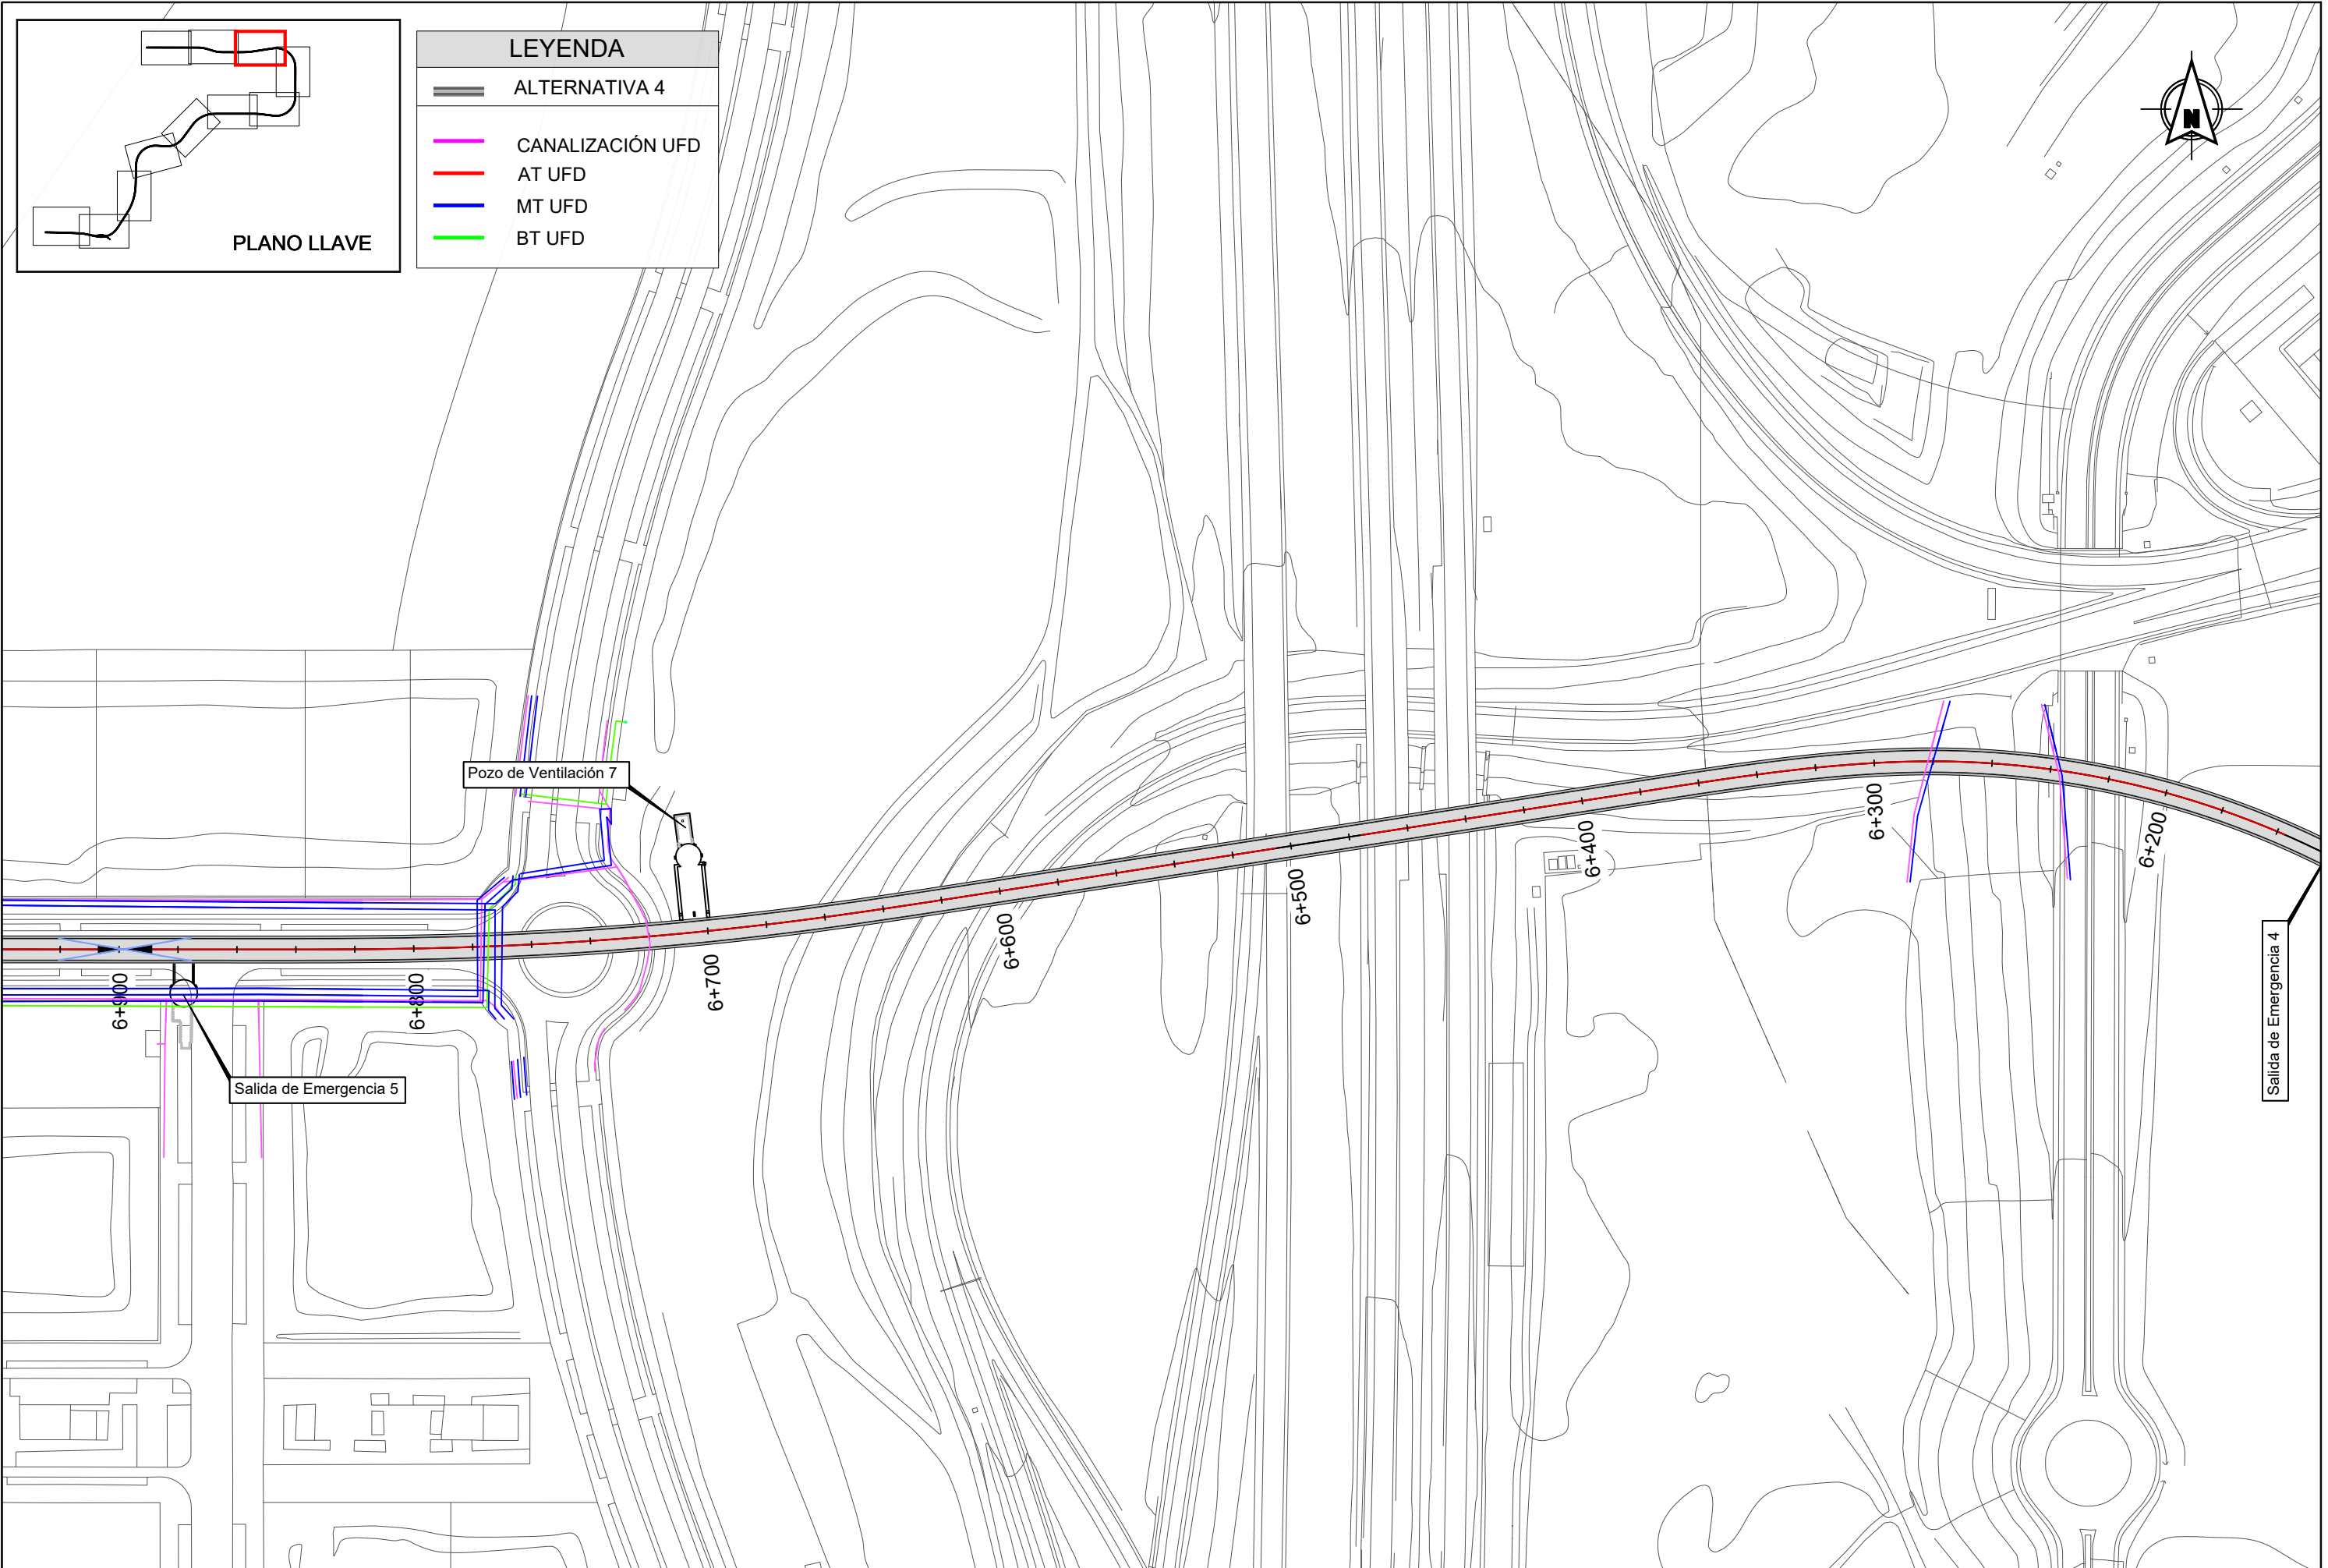 PLANO LLAVE
LEYENDA
ALTERNATIVA 4
CANALIZACIÓN UFD
AT UFD
MT UFD
BT UFD
N
Pozo de Ventilación 7
6+900
6+800
6+700
6+600
6+500
6+400
6+300
6+200
Salida de Emergencia 5
Salida de Emergencia 4